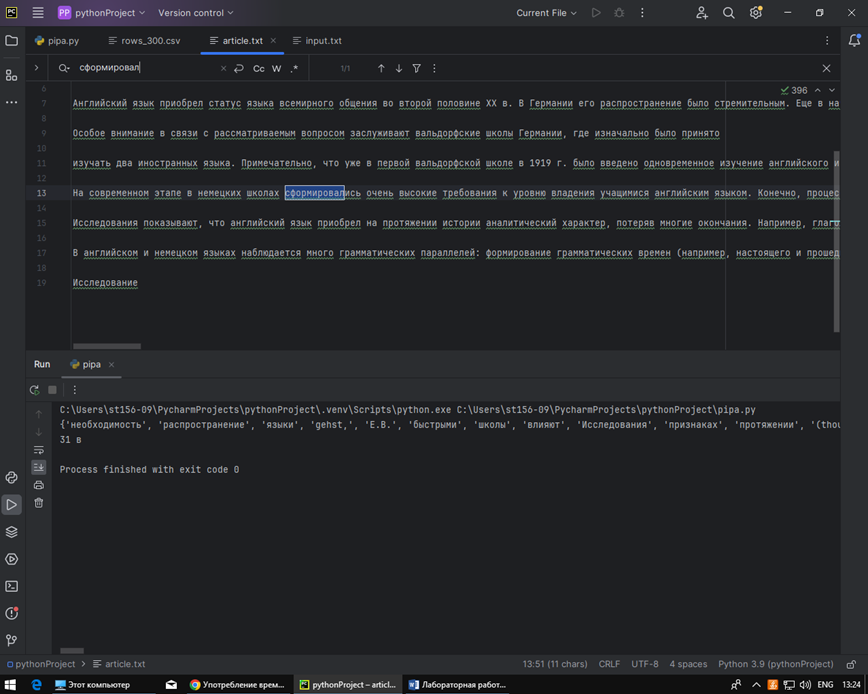 PC PP pythonProject Version control Current File
pipa.py rows_300.csv article.txt input.txt
сформировал Cc W .* 1/1
6 396
7 Английский язык приобрел статус языка всемирного общения во второй половине XX в. В Германии его распространение было стремительным. Еще в на
8
9 Особое внимание в связи с рассматриваемым вопросом заслуживают вальдорфские школы Германии, где изначально было принято
10
11 изучать два иностранных языка. Примечательно, что уже в первой вальдорфской школе в 1919 г. было введено одновременное изучение английского и
12
13 На современном этапе в немецких школах сформировались очень высокие требования к уровню владения учащимися английским языком. Конечно, процес
14
15 Исследования показывают, что английский язык приобрел на протяжении истории аналитический характер, потеряв многие окончания. Например, глаг
16
17 В английском и немецком языках наблюдается много грамматических параллелей: формирование грамматических времен (например, настоящего и прошед
18
19 Исследование
Run pipa
C:\Users\st156-09\PycharmProjects\pythonProject\.venv\Scripts\python.exe C:\Users\st156-09\PycharmProjects\pythonProject\pipa.py
{'необходимость', 'распространение', 'языки', 'gehst,', 'Е.В.', 'быстрыми', 'школы', 'влияют', 'Исследования', 'признаках', 'протяжении', '(thou
31 в
Process finished with exit code 0
pythonProject > article.txt 13:51 (11 chars) CRLF UTF-8 4 spaces Python 3.9 (pythonProject)
Этот компьютер Употребление врем... pythonProject – articl... Лабораторная работ... ENG 13:24